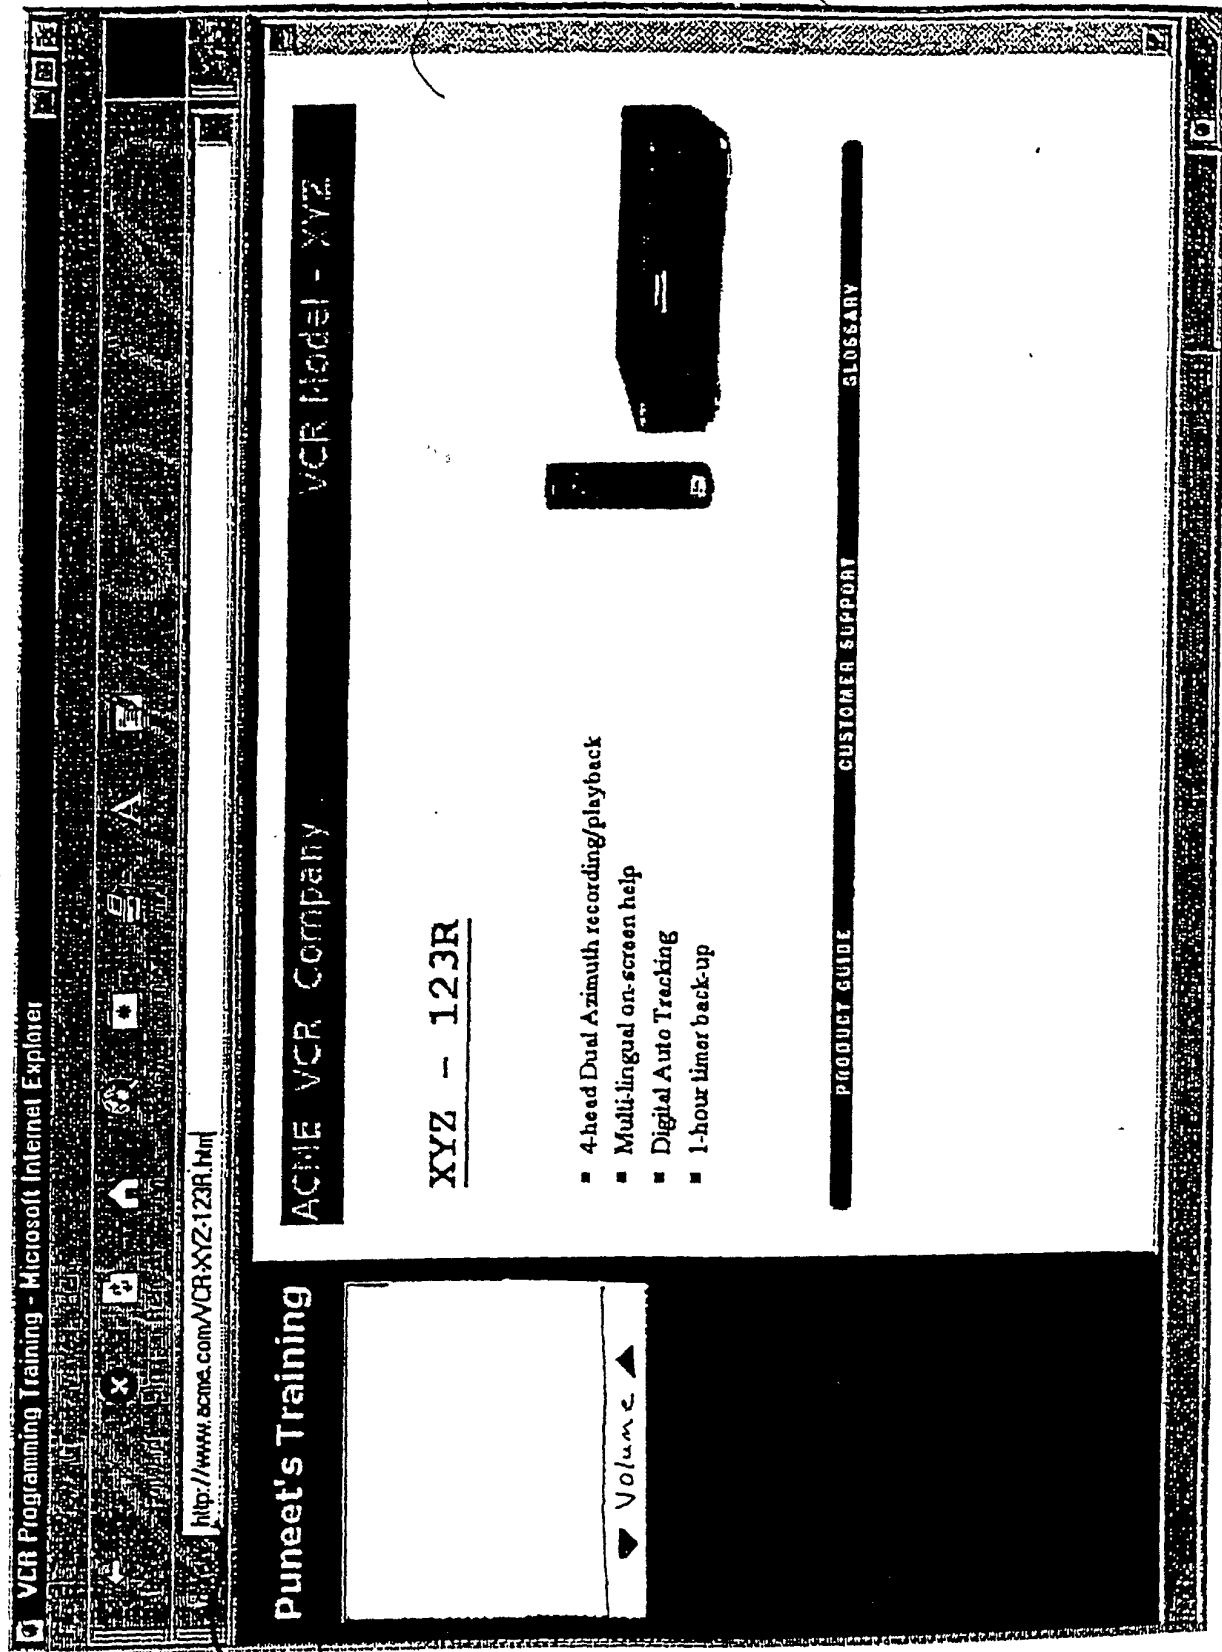 VCR Programming Training - Microsoft Internet Explorer
http://www.acme.com/VCR-XYZ-123R.htm
Puneet's Training
▼ Volume ▲
ACME VCR Company VCR Model - XYZ
XYZ – 123R
▪ 4-head Dual Azimuth recording/playback
▪ Multi-lingual on-screen help
▪ Digital Auto Tracking
▪ 1-hour timer back-up
PRODUCT GUIDE CUSTOMER SUPPORT GLOSSARY